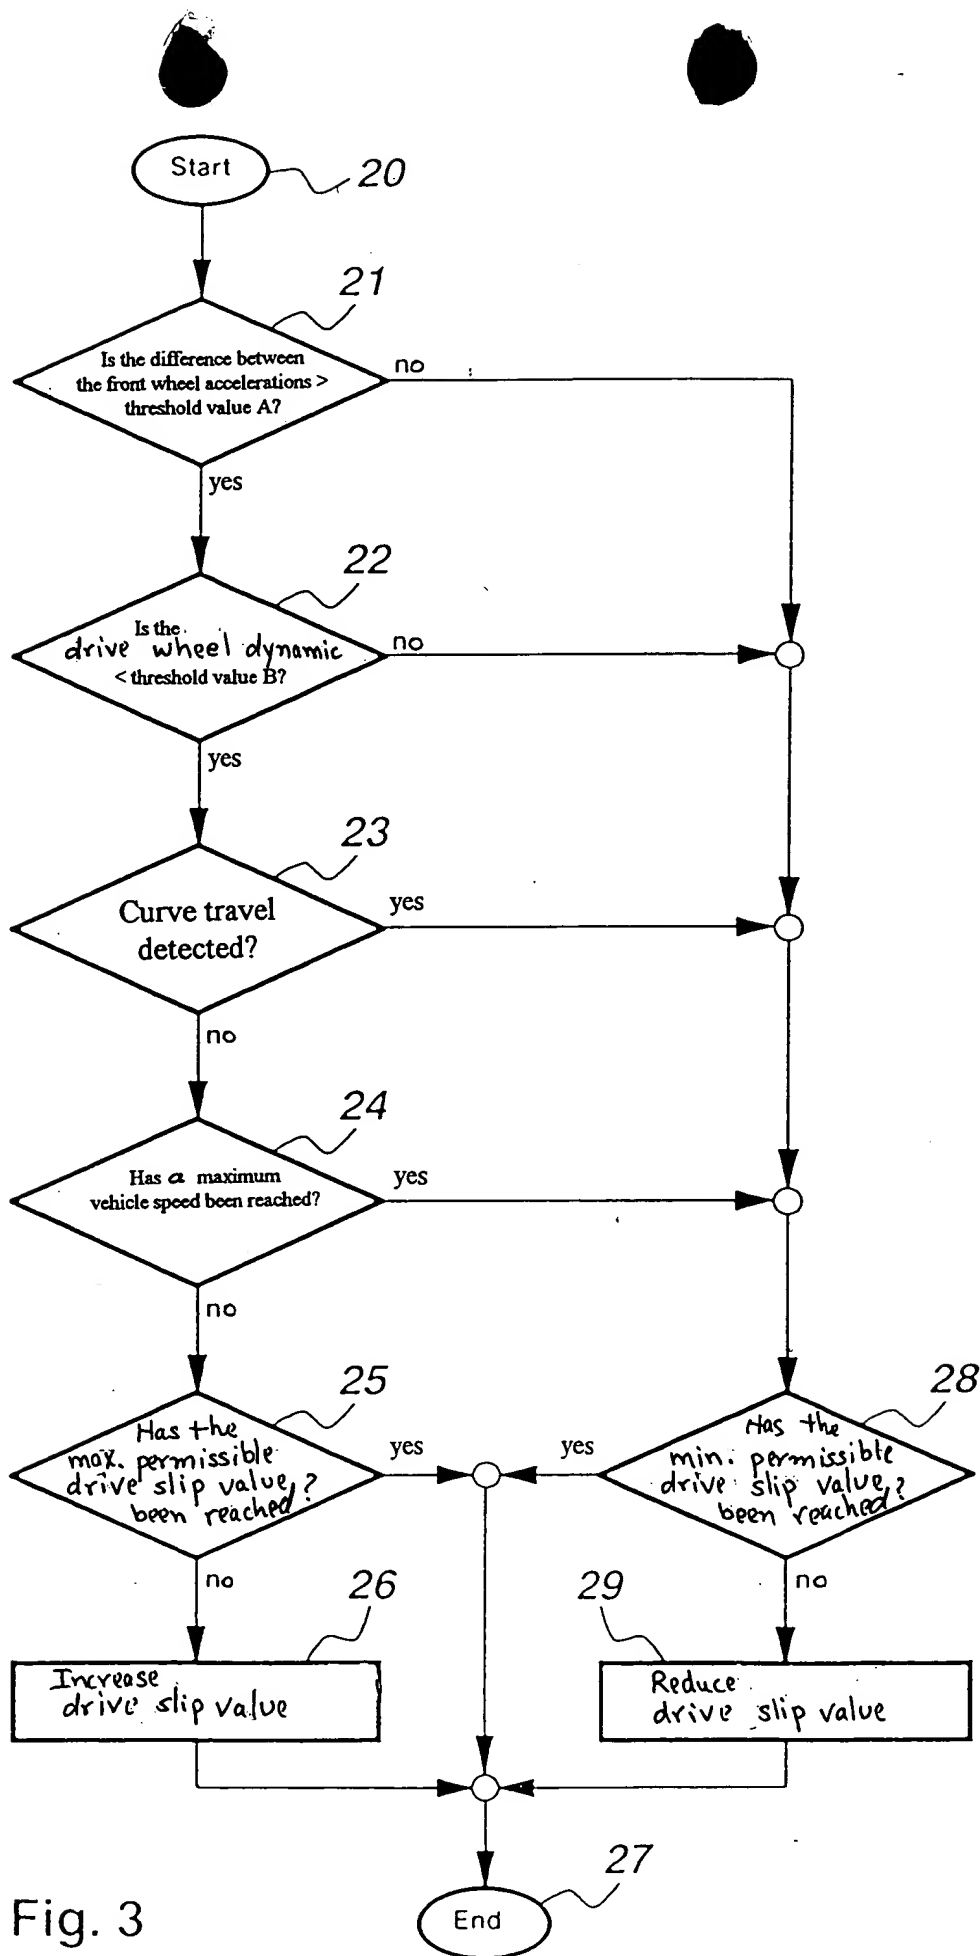 Start
20
21
Is the difference between
the front wheel accelerations >
threshold value A?
no
yes
22
Is the
drive wheel dynamic
< threshold value B?
no
yes
23
Curve travel
detected?
yes
no
24
Has a maximum
vehicle speed been reached?
yes
no
25
Has the
max. permissible
drive slip value
been reached?
yes
no
28
Has the
min. permissible
drive slip value
been reached?
yes
no
26
Increase
drive slip value
29
Reduce
drive slip value
27
End
Fig. 3